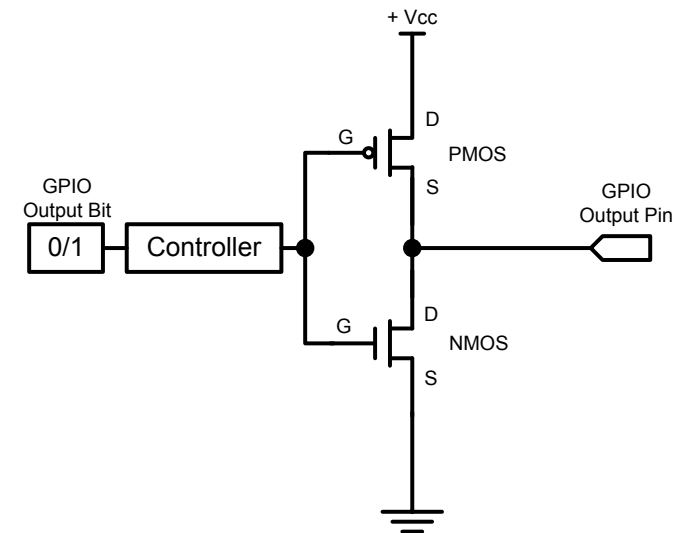 + Vcc
D
G
PMOS
S
GPIO
Output Bit
GPIO
Output Pin
0/1
Controller
D
G
NMOS
S